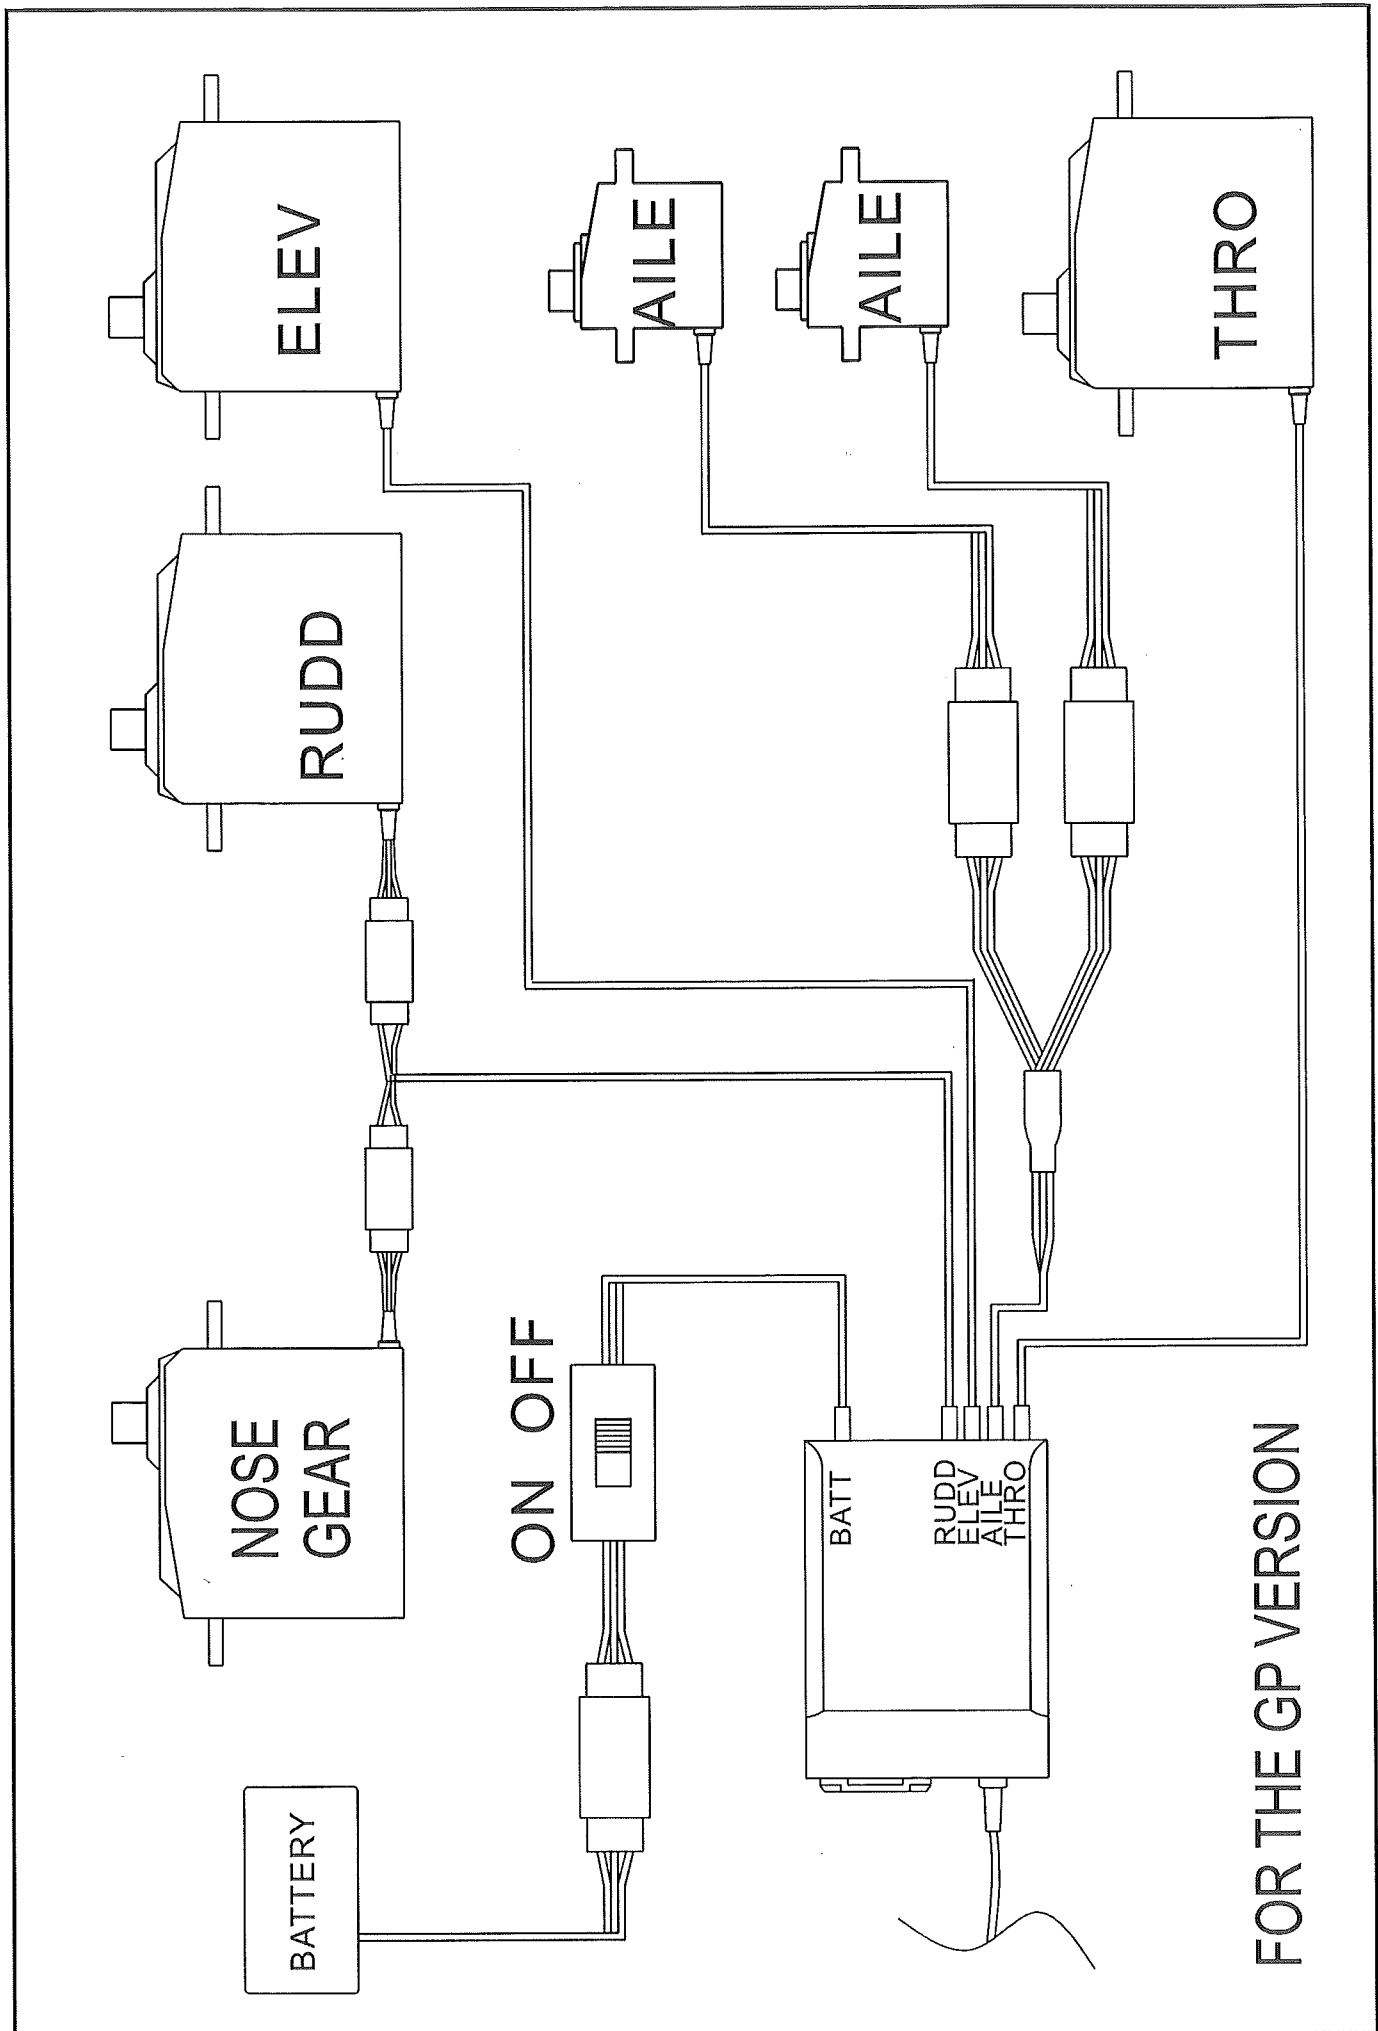 NOSE
GEAR
RUDD
ELEV
BATTERY
ON OFF
AILE
AILE
BATT
RUDD
ELEV
AILE
THRO
THRO
FOR THE GP VERSION